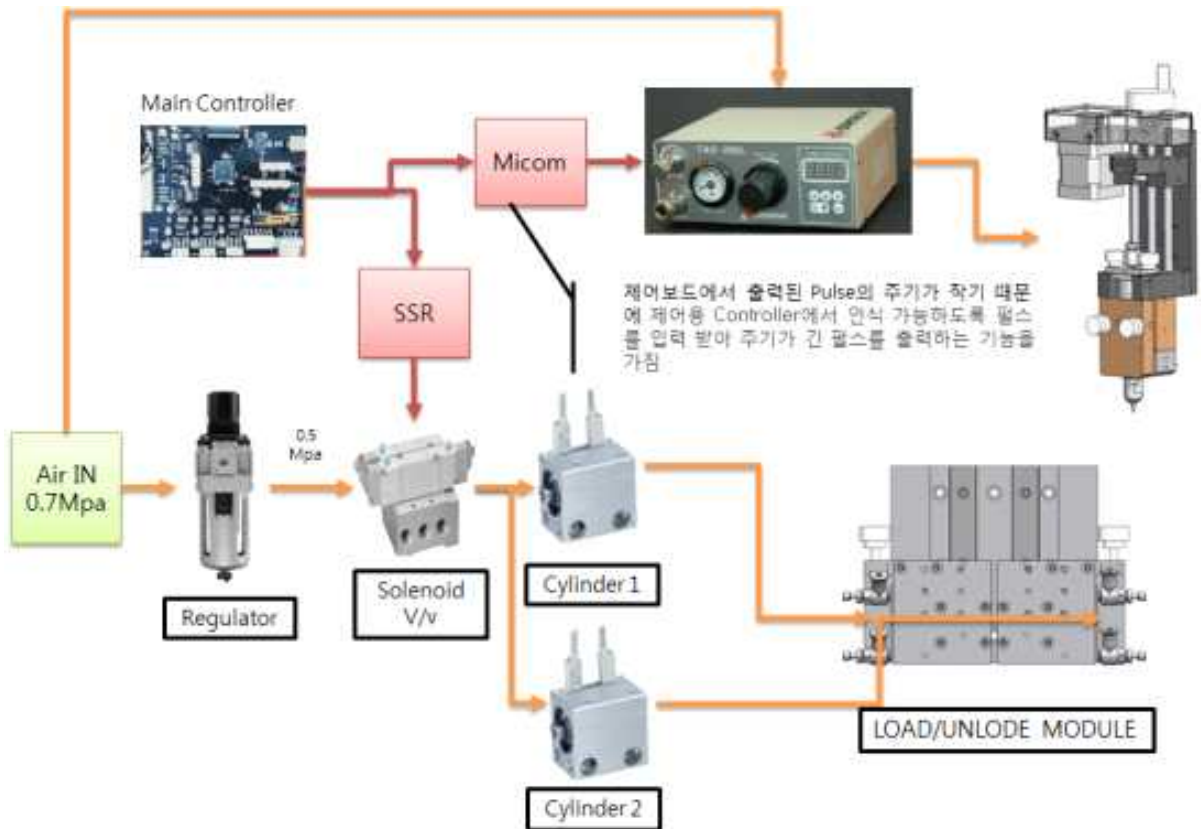 Main Controller
Micom
SSR
제어보드에서 출력된 Pulse의 주기가 작기 때문
에 제어용 Controller에서 인식 가능하도록 펄스
를 입력 받아 주기가 긴 펄스를 출력하는 기능을
가짐
Air IN
0.7Mpa
0.5
Mpa
Regulator
Solenoid
V/v
Cylinder 1
Cylinder 2
LOAD/UNLODE MODULE